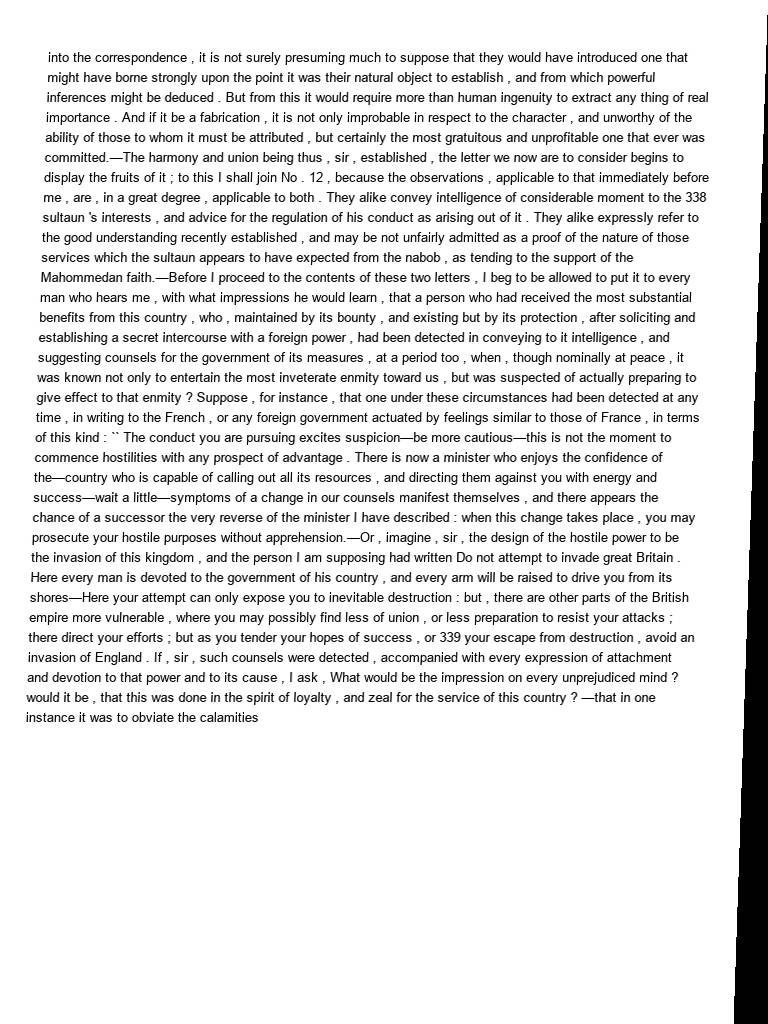 into the correspondence , it is not surely presuming much to suppose that they would have introduced one that
might have borne strongly upon the point it was their natural object to establish , and from which powerful
inferences might be deduced . But from this it would require more than human ingenuity to extract any thing of real
importance . And if it be a fabrication , it is not only improbable in respect to the character , and unworthy of the
ability of those to whom it must be attributed , but certainly the most gratuitous and unprofitable one that ever was
committed.—The harmony and union being thus , sir , established , the letter we now are to consider begins to
display the fruits of it ; to this I shall join No . 12 , because the observations , applicable to that immediately before
me , are , in a great degree , applicable to both . They alike convey intelligence of considerable moment to the 338
sultaun 's interests , and advice for the regulation of his conduct as arising out of it . They alike expressly refer to
the good understanding recently established , and may be not unfairly admitted as a proof of the nature of those
services which the sultaun appears to have expected from the nabob , as tending to the support of the
Mahommedan faith.—Before I proceed to the contents of these two letters , I beg to be allowed to put it to every
man who hears me , with what impressions he would learn , that a person who had received the most substantial
benefits from this country , who , maintained by its bounty , and existing but by its protection , after soliciting and
establishing a secret intercourse with a foreign power , had been detected in conveying to it intelligence , and
suggesting counsels for the government of its measures , at a period too , when , though nominally at peace , it
was known not only to entertain the most inveterate enmity toward us , but was suspected of actually preparing to
give effect to that enmity ? Suppose , for instance , that one under these circumstances had been detected at any
time , in writing to the French , or any foreign government actuated by feelings similar to those of France , in terms
of this kind : `` The conduct you are pursuing excites suspicion—be more cautious—this is not the moment to
commence hostilities with any prospect of advantage . There is now a minister who enjoys the confidence of
the—country who is capable of calling out all its resources , and directing them against you with energy and
success—wait a little—symptoms of a change in our counsels manifest themselves , and there appears the
chance of a successor the very reverse of the minister I have described : when this change takes place , you may
prosecute your hostile purposes without apprehension.—Or , imagine , sir , the design of the hostile power to be
the invasion of this kingdom , and the person I am supposing had written Do not attempt to invade great Britain .
Here every man is devoted to the government of his country , and every arm will be raised to drive you from its
shores—Here your attempt can only expose you to inevitable destruction : but , there are other parts of the British
empire more vulnerable , where you may possibly find less of union , or less preparation to resist your attacks ;
there direct your efforts ; but as you tender your hopes of success , or 339 your escape from destruction , avoid an
invasion of England . If , sir , such counsels were detected , accompanied with every expression of attachment
and devotion to that power and to its cause , I ask , What would be the impression on every unprejudiced mind ?
would it be , that this was done in the spirit of loyalty , and zeal for the service of this country ? —that in one
instance it was to obviate the calamities